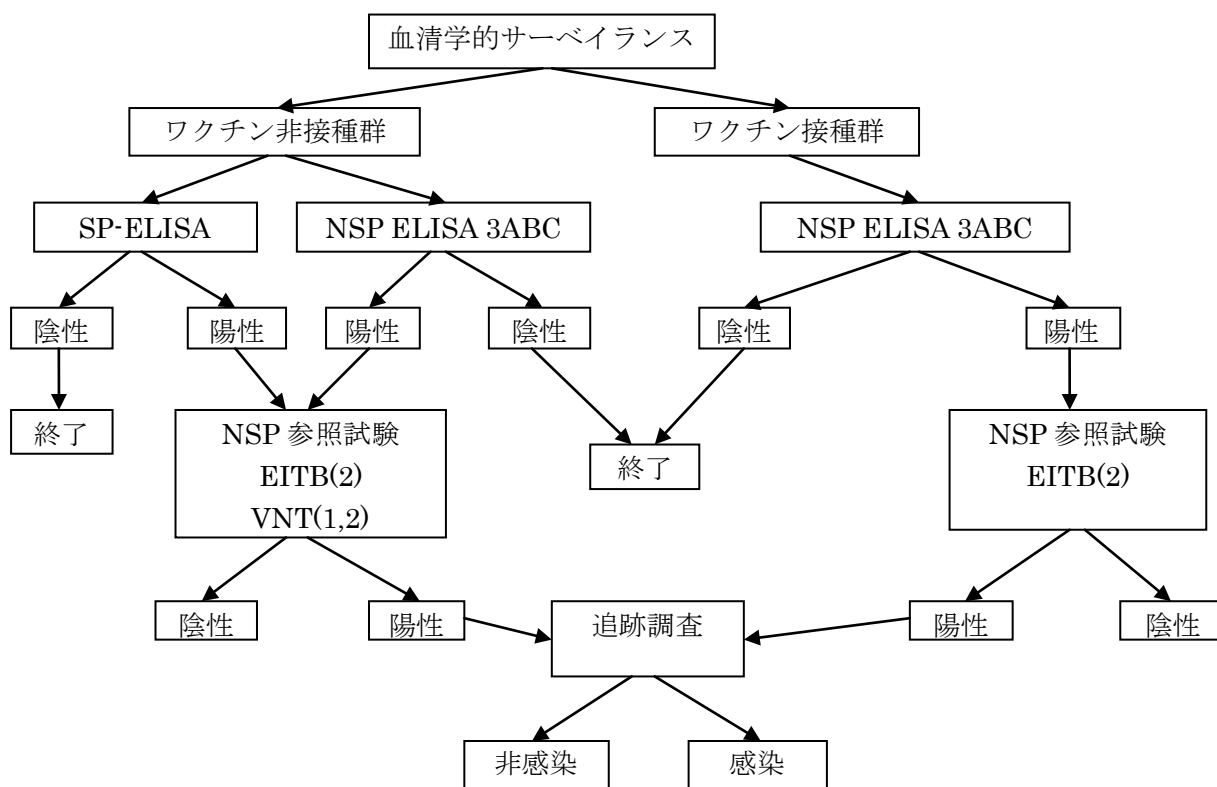 血清学的サーベイランス
ワクチン非接種群
ワクチン接種群
SP-ELISA
NSP ELISA 3ABC
NSP ELISA 3ABC
陰性
陽性
陽性
陰性
陰性
陽性
終了
NSP 参照試験
EITB(2)
VNT(1,2)
終了
NSP 参照試験
EITB(2)
陰性
陽性
追跡調査
陽性
陰性
非感染
感染